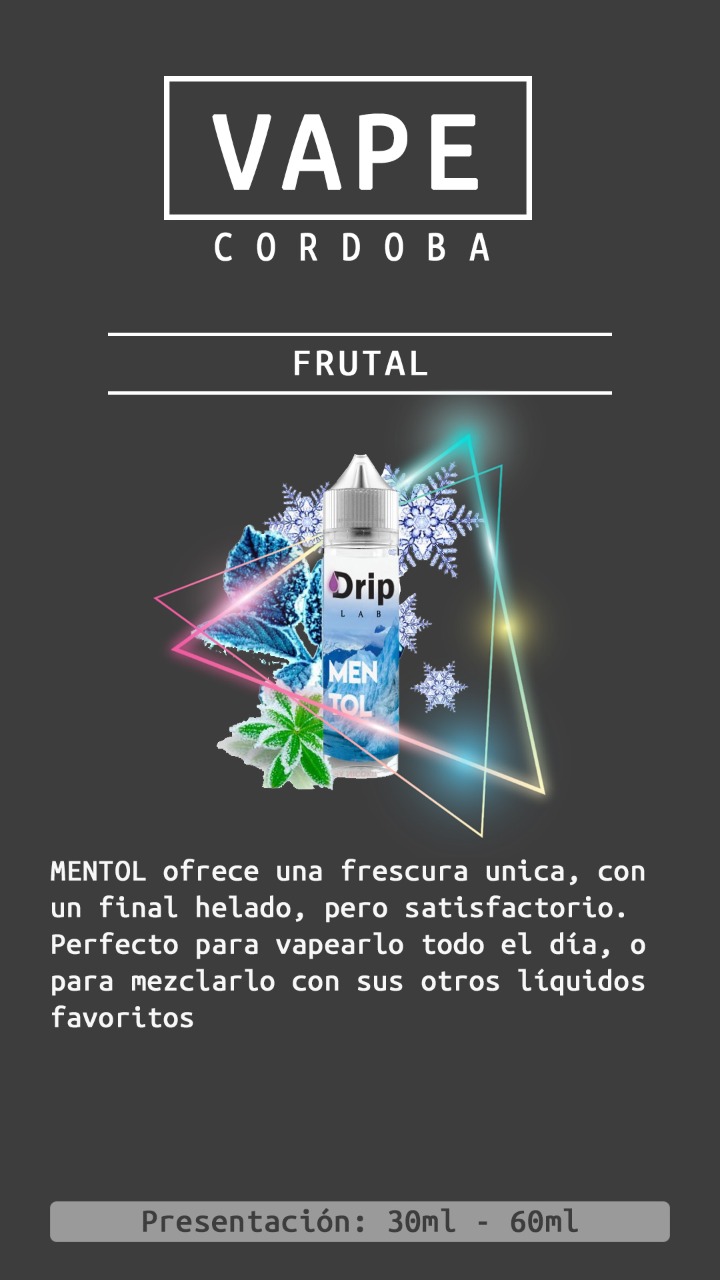 VAPE
CORDOBA
FRUTAL
Drip
LAB
MEN
TOL
MENTOL ofrece una frescura unica, con
un final helado, pero satisfactorio.
Perfecto para vapearlo todo el día, o
para mezclarlo con sus otros líquidos
favoritos
Presentación: 30ml - 60ml